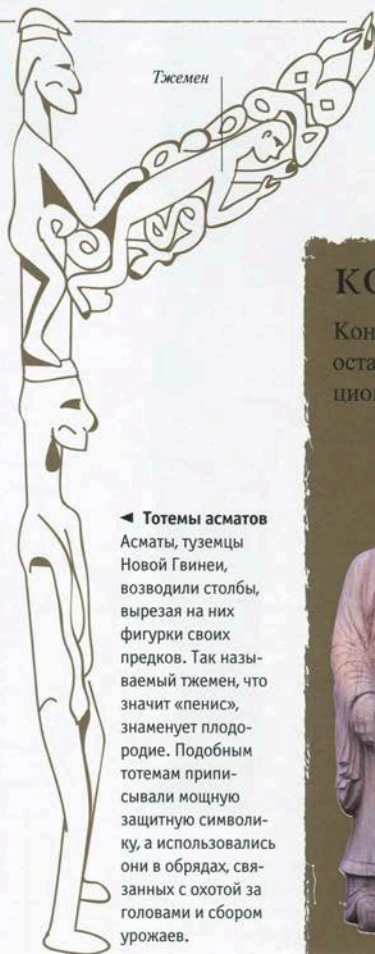 Тжемен
◄ Тотемы асматов
Асматы, туземцы
Новой Гвинеи,
возводили столбы,
вырезая на них
фигурки своих
предков. Так назы-
ваемый тжемен, что
значит «пенис»,
знаменует плодо-
родие. Подобным
тотемам припи-
сывали мощную
защитную символи-
ку, а использовались
они в обрядах, свя-
занных с охотой за
головами и сбором
урожаев.
КО
Кон
оста
цион